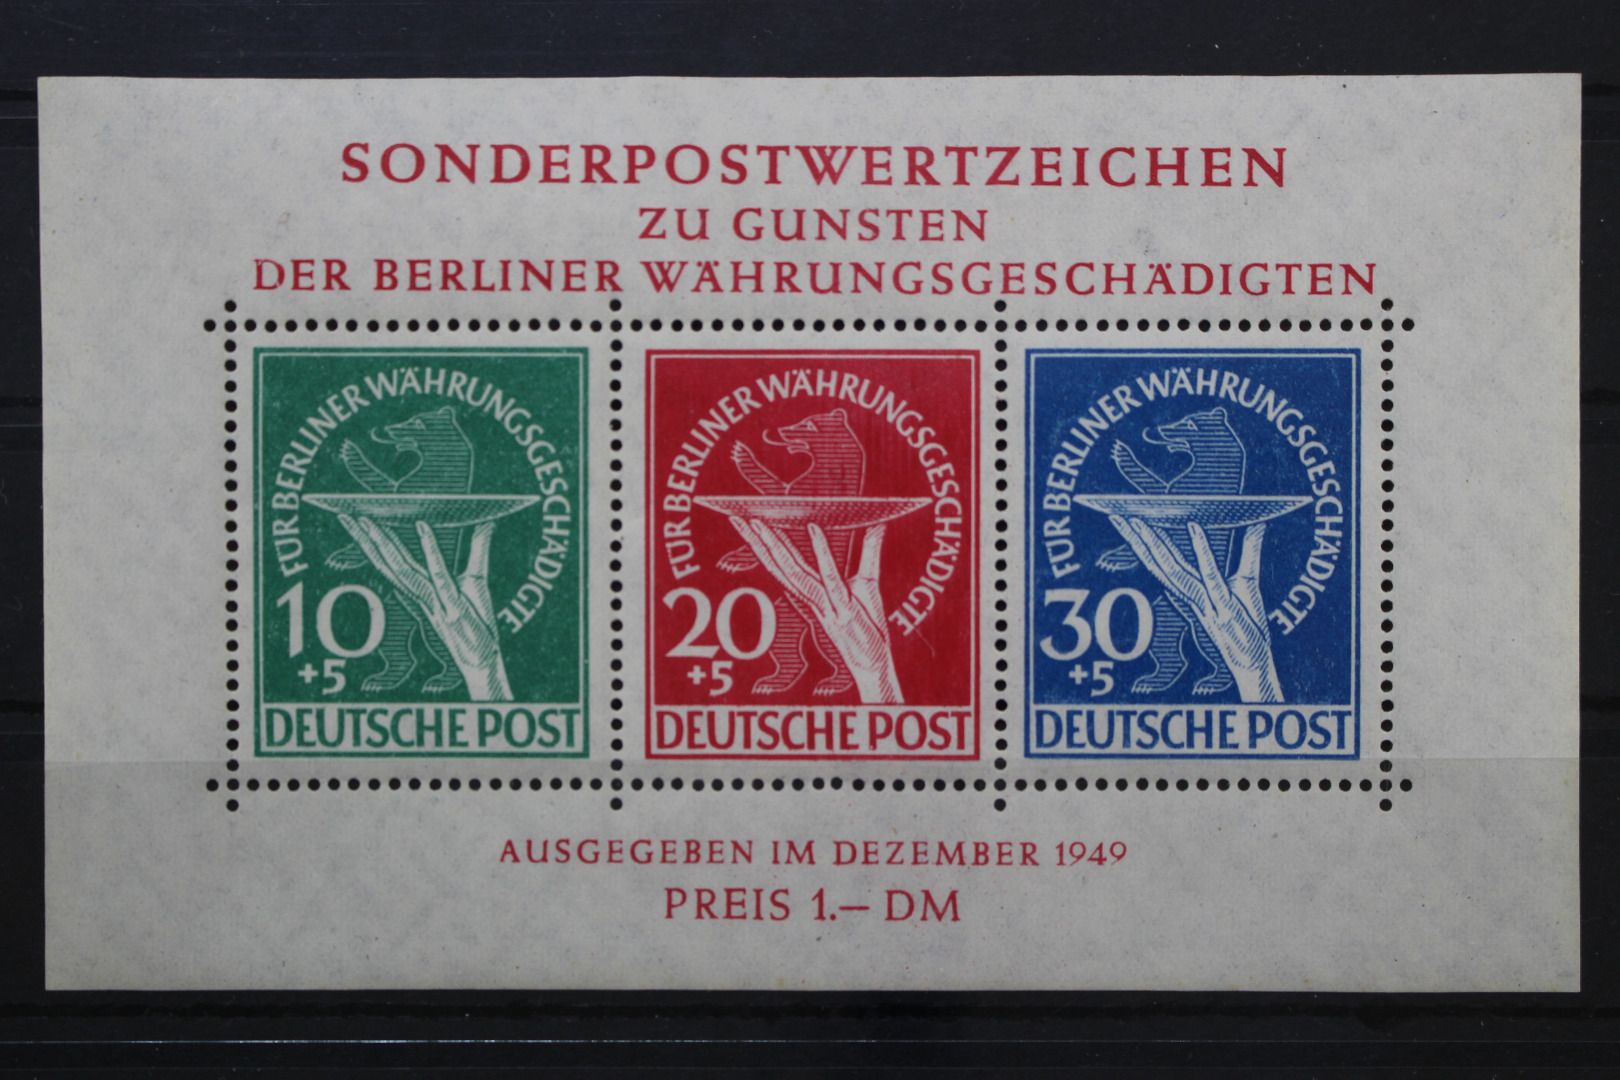 SONDERPOSTWERTZEICHEN
ZU GUNSTEN
DER BERLINER WÄHRUNGSGESCHÄDIGTEN
FÜR BERLINER WÄHRUNGSGESCHÄDIGTE
10
+5
DEUTSCHE POST
FÜR BERLINER WÄHRUNGSGESCHÄDIGTE
20
+5
DEUTSCHE POST
FÜR BERLINER WÄHRUNGSGESCHÄDIGTE
30
+5
DEUTSCHE POST
AUSGEGEBEN IM DEZEMBER 1949
PREIS 1.— DM